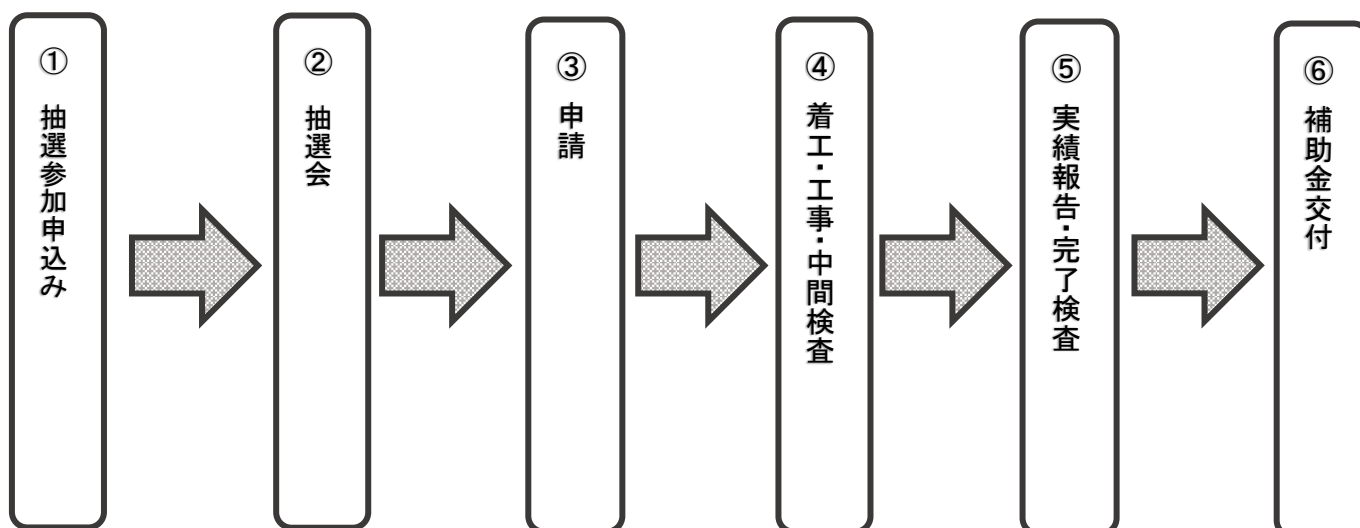 ① 抽選参加申込み
② 抽選会
③ 申請
④ 着工・工事・中間検査
⑤ 実績報告・完了検査
⑥ 補助金交付